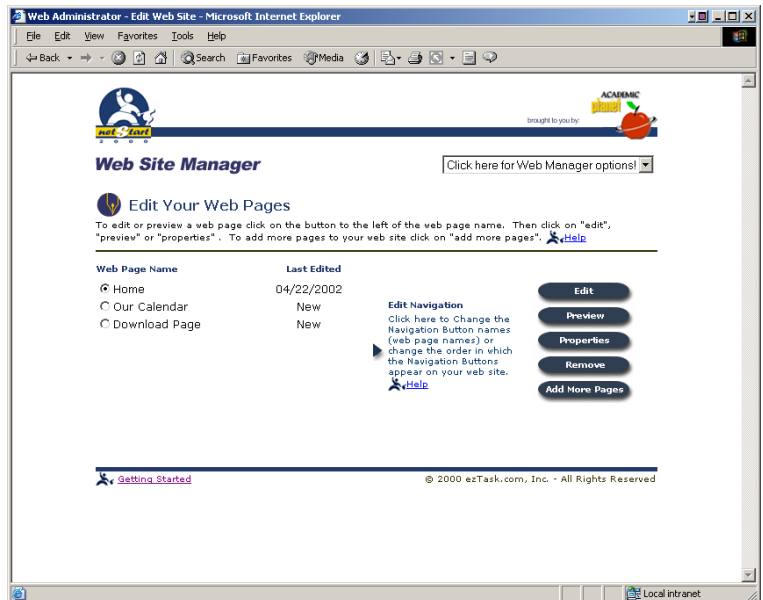 Web Administrator - Edit Web Site - Microsoft Internet Explorer
File Edit View Favorites Tools Help
Back Search Favorites Media
net Start
2 0 0 0
brought to you by:
ACADEMIC
planet
Web Site Manager
Click here for Web Manager options!
Edit Your Web Pages
To edit or preview a web page click on the button to the left of the web page name. Then click on "edit",
"preview" or "properties" . To add more pages to your web site click on "add more pages". Help
Web Page Name Last Edited
Home 04/22/2002
Our Calendar New
Download Page New
Edit Navigation
Click here to Change the
Navigation Button names
(web page names) or
change the order in which
the Navigation Buttons
appear on your web site.
Help
Edit
Preview
Properties
Remove
Add More Pages
Getting Started © 2000 ezTask.com, Inc. - All Rights Reserved
Local intranet